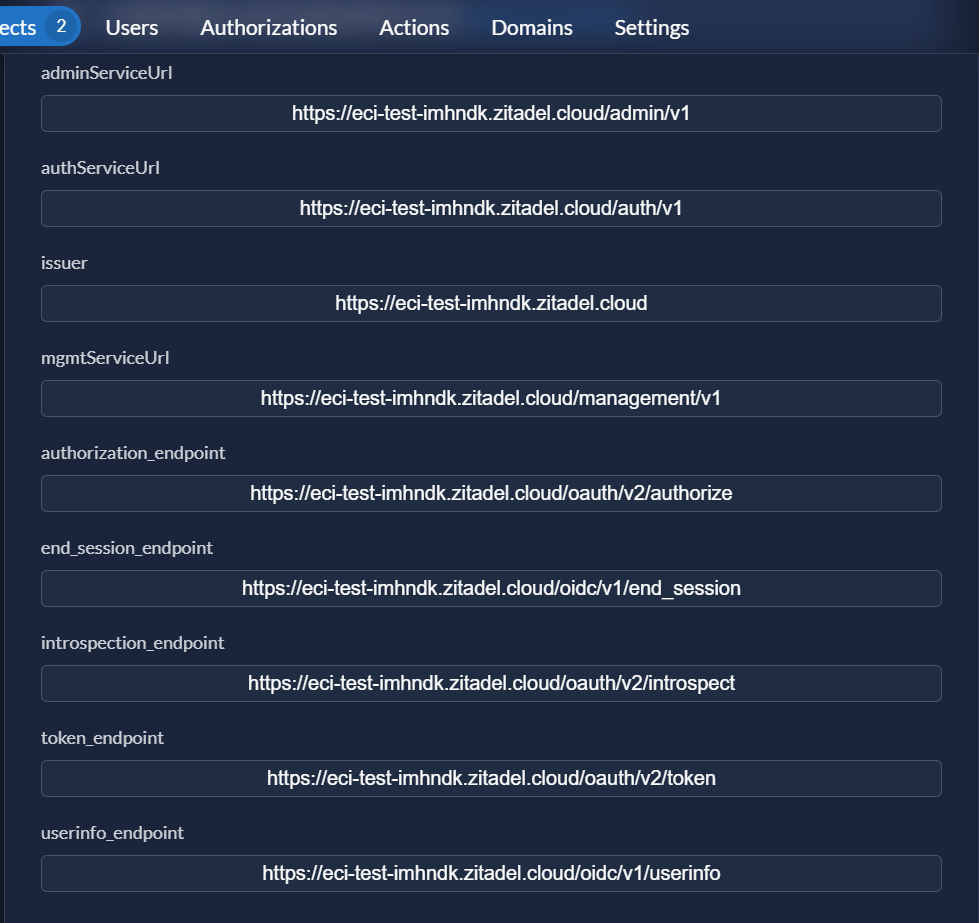 ects 2 Users Authorizations Actions Domains Settings
adminServiceUrl
https://eci-test-imhndk.zitadel.cloud/admin/v1
authServiceUrl
https://eci-test-imhndk.zitadel.cloud/auth/v1
issuer
https://eci-test-imhndk.zitadel.cloud
mgmtServiceUrl
https://eci-test-imhndk.zitadel.cloud/management/v1
authorization_endpoint
https://eci-test-imhndk.zitadel.cloud/oauth/v2/authorize
end_session_endpoint
https://eci-test-imhndk.zitadel.cloud/oidc/v1/end_session
introspection_endpoint
https://eci-test-imhndk.zitadel.cloud/oauth/v2/introspect
token_endpoint
https://eci-test-imhndk.zitadel.cloud/oauth/v2/token
userinfo_endpoint
https://eci-test-imhndk.zitadel.cloud/oidc/v1/userinfo